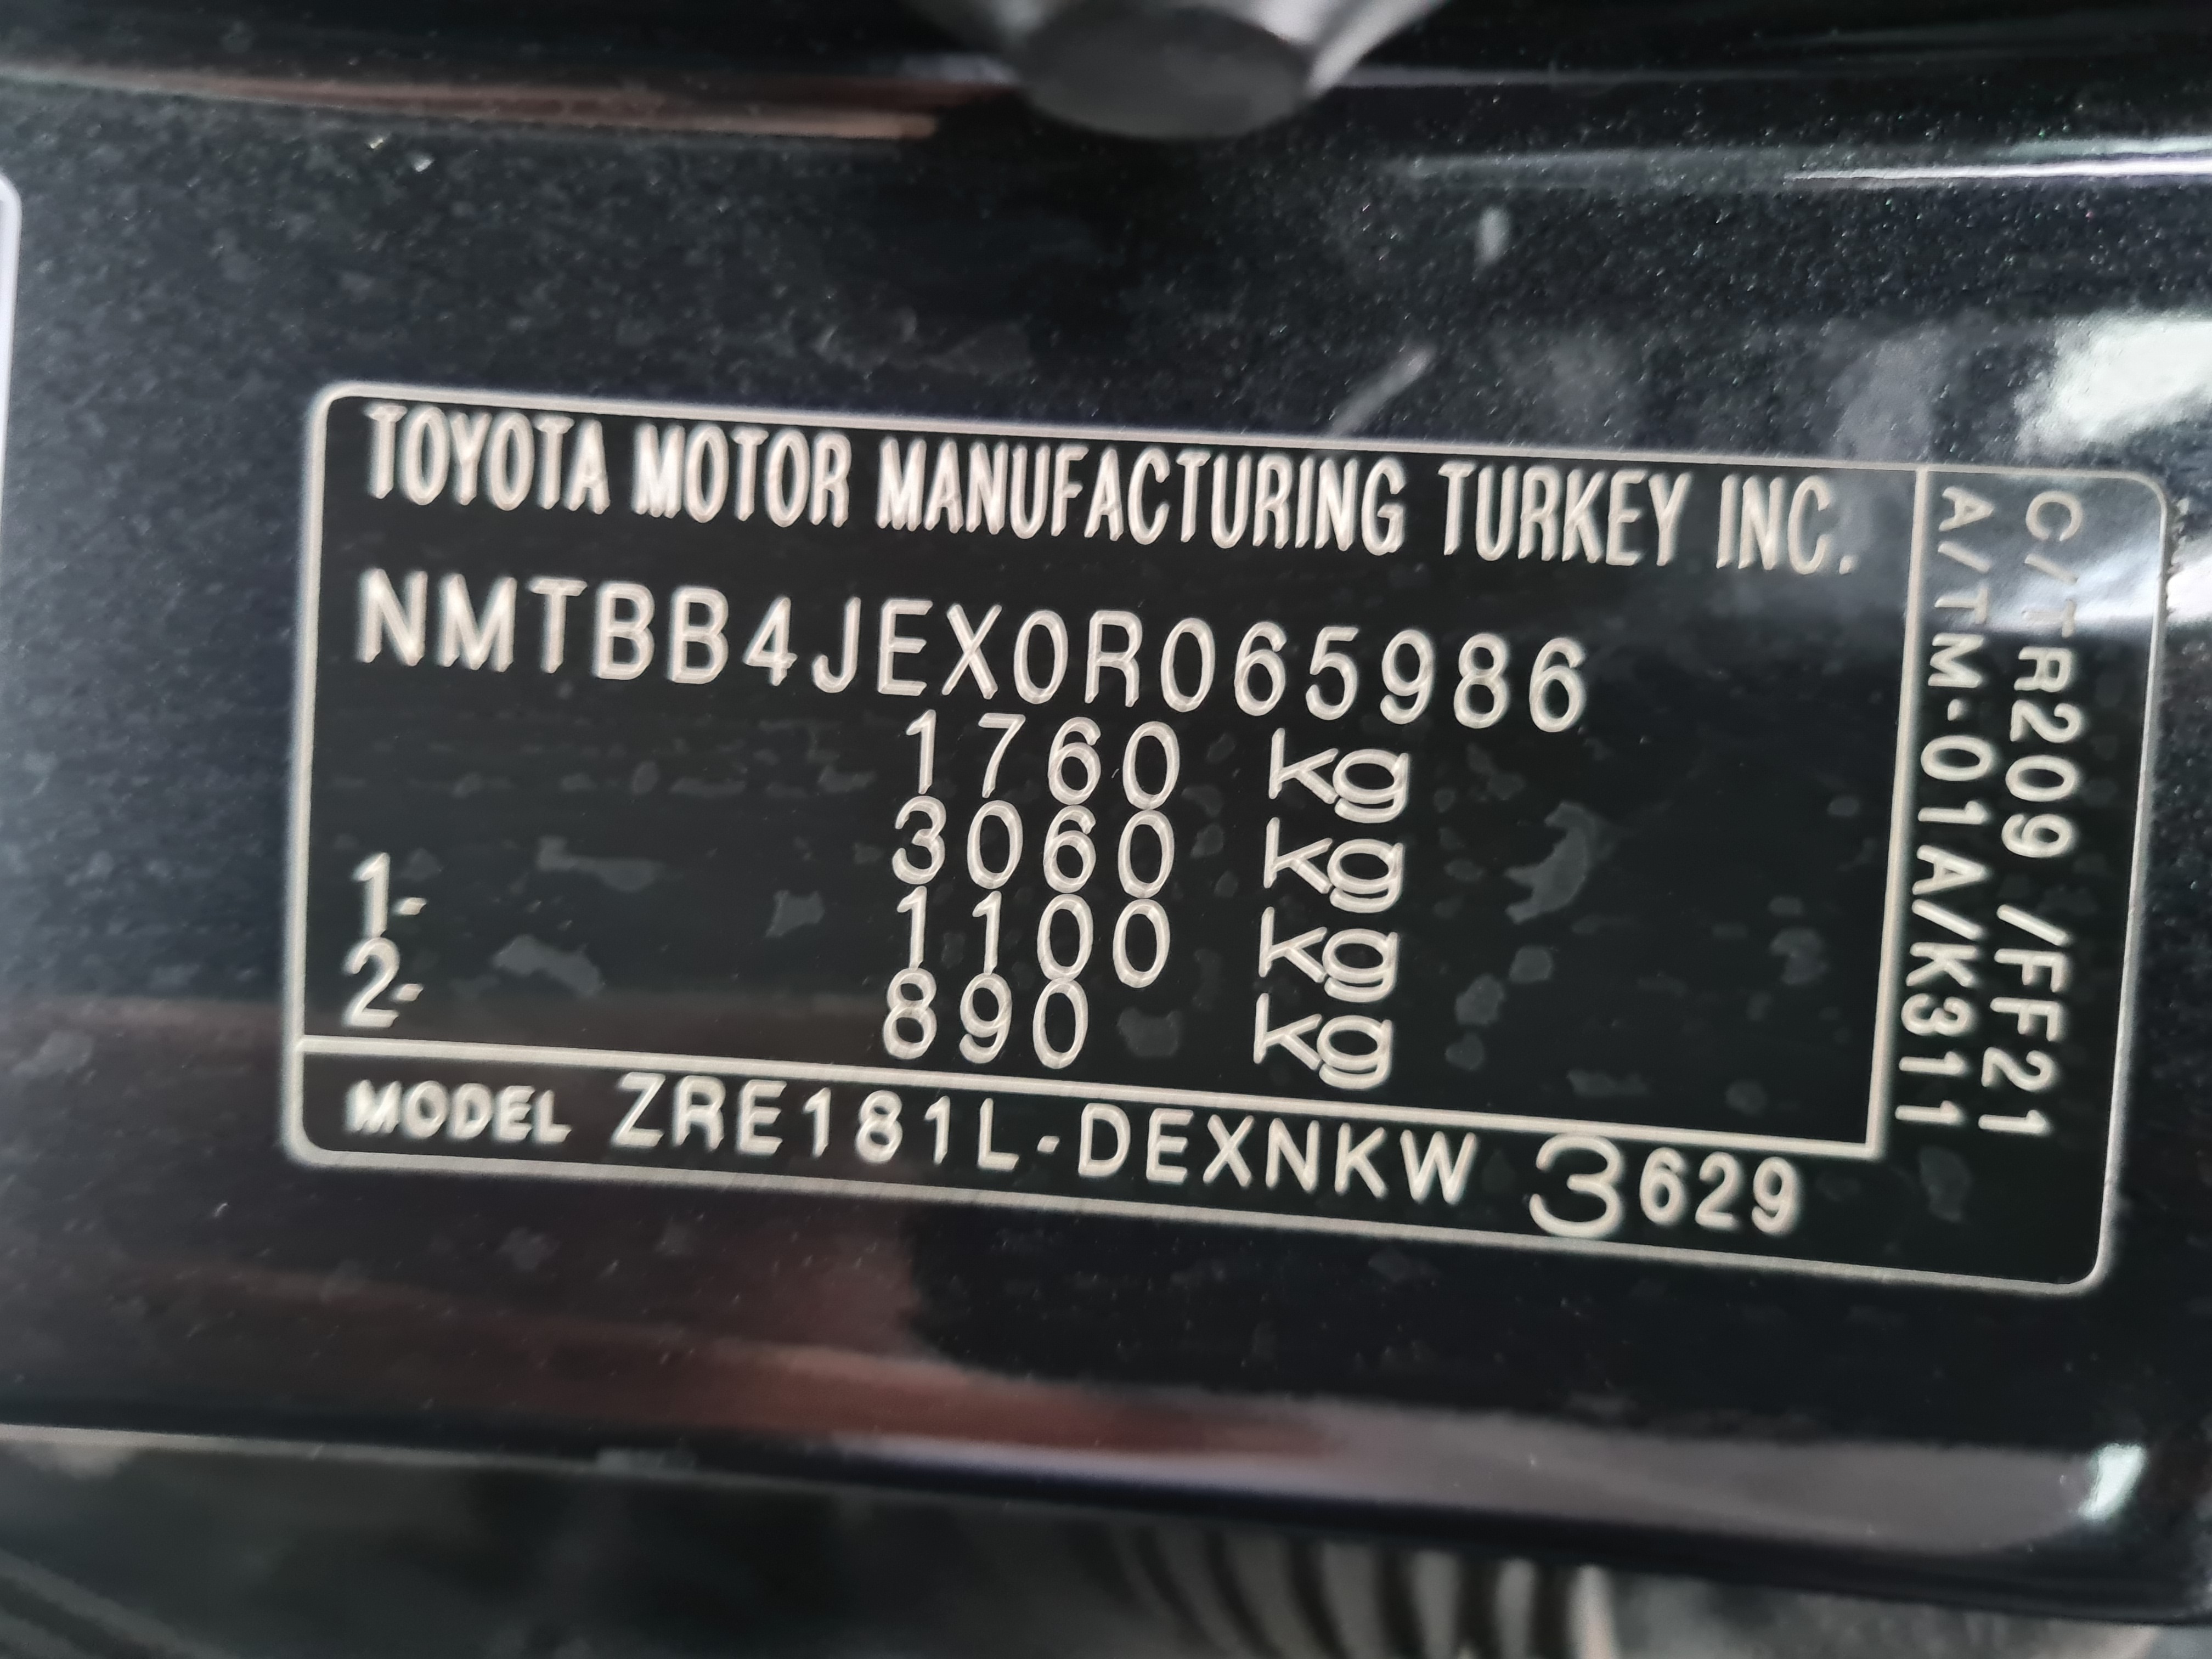 TOYOTA MOTOR MANUFACTURING TURKEY INC.
NMTBB4JEX0R065986
1760 kg
3060 kg
1- 1100 kg
2- 890 kg
MODEL ZRE181L-DEXNKW 3629
C/TR209 /FF21
A/TM-01A/K311